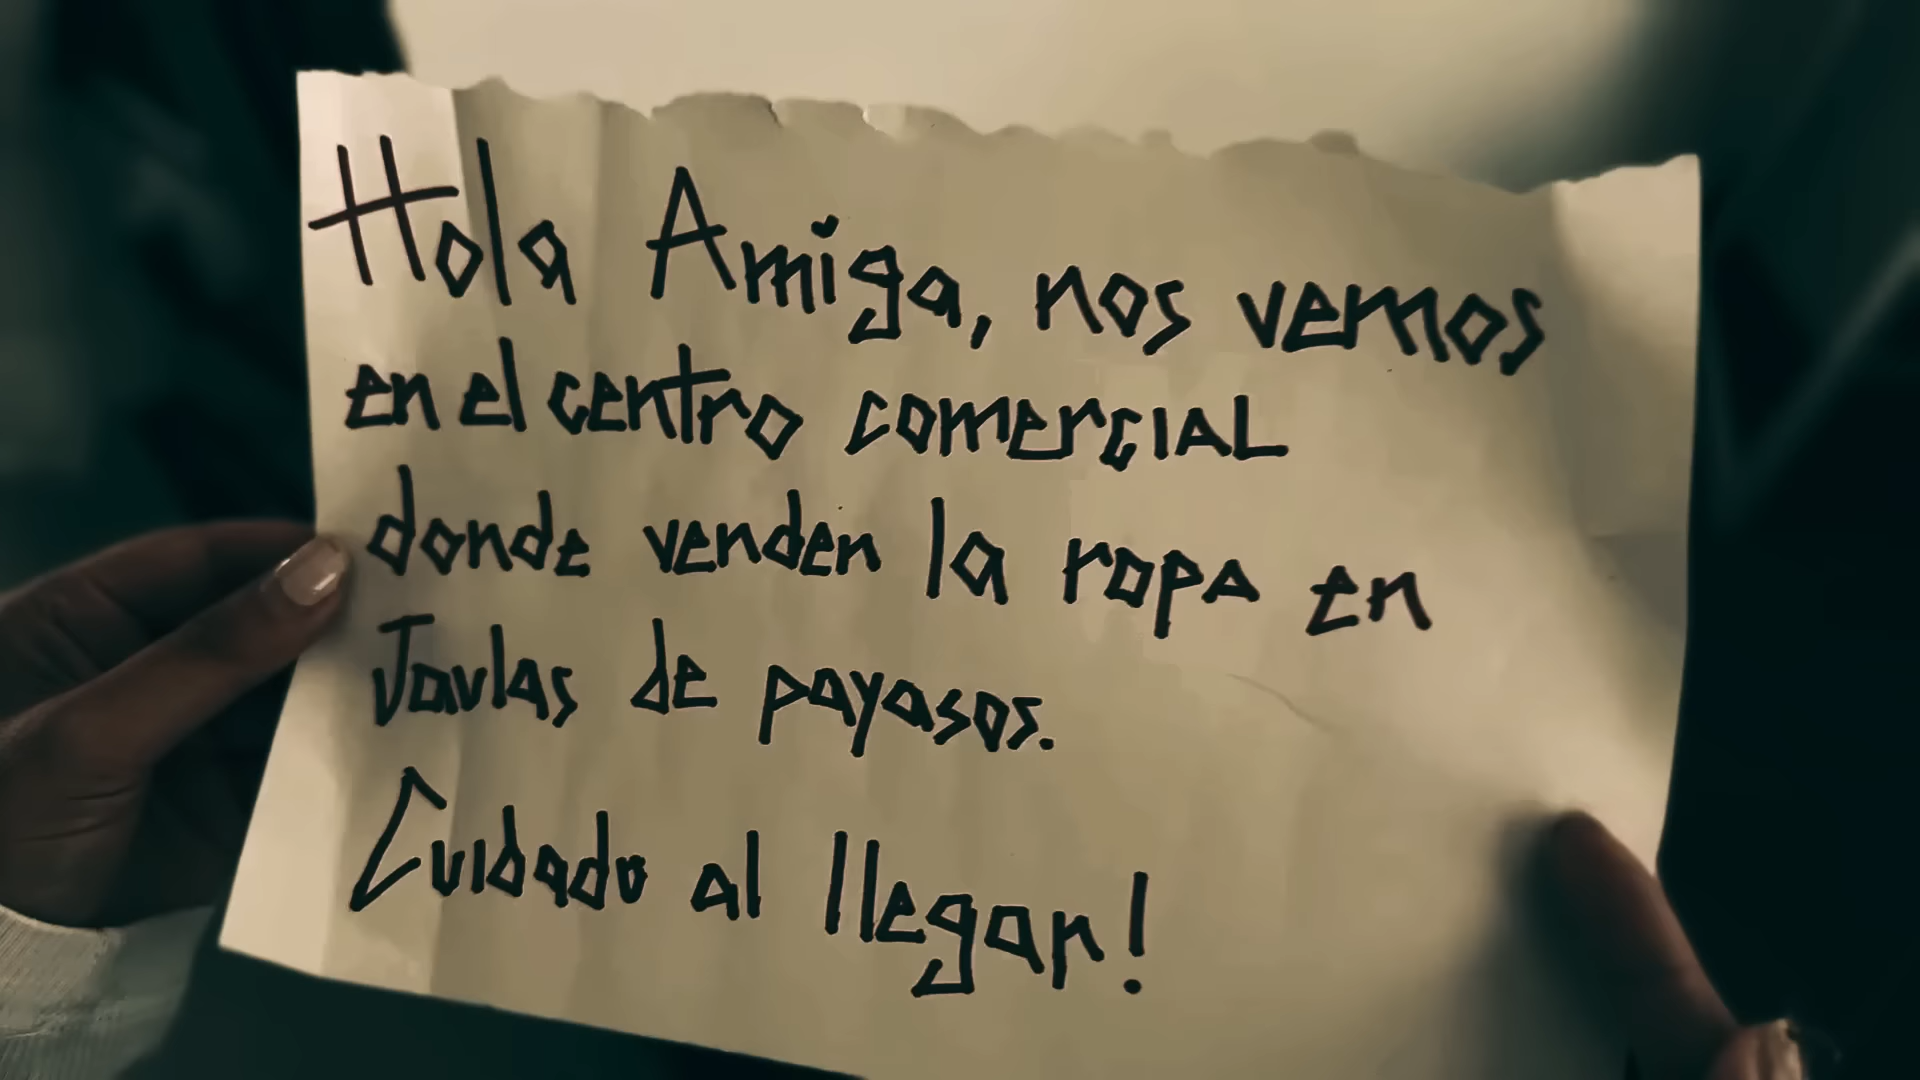 Hola Amiga, nos vemos
en el centro comercial
donde venden la ropa en
Jaulas de payasos.
Cuidado al llegar!